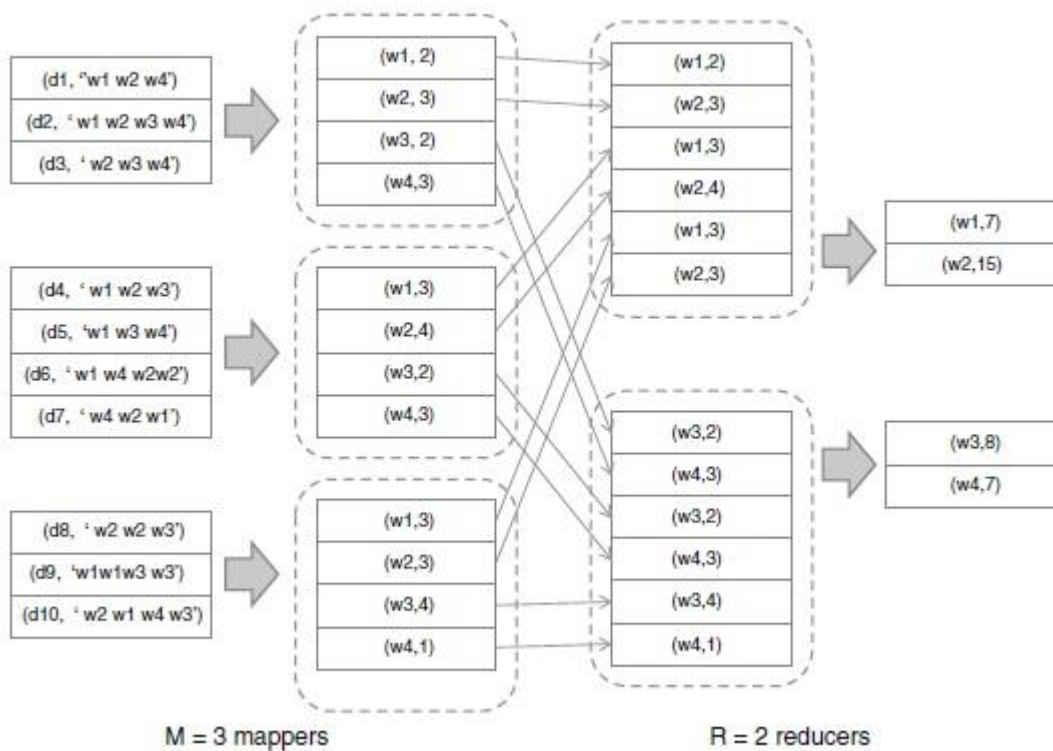 (d1, ‘'w1 w2 w4’)
(d2, ‘ w1 w2 w3 w4’)
(d3, ‘ w2 w3 w4’)
(d4, ‘ w1 w2 w3’)
(d5, ‘ w1 w3 w4’)
(d6, ‘ w1 w4 w2w2’)
(d7, ‘ w4 w2 w1’)
(d8, ‘ w2 w2 w3’)
(d9, ‘w1w1w3 w3’)
(d10, ‘ w2 w1 w4 w3’)
(w1, 2)
(w2, 3)
(w3, 2)
(w4,3)
(w1,3)
(w2,4)
(w3,2)
(w4,3)
(w1,3)
(w2,3)
(w3,4)
(w4,1)
(w1,2)
(w2,3)
(w1,3)
(w2,4)
(w1,3)
(w2,3)
(w3,2)
(w4,3)
(w3,2)
(w4,3)
(w3,4)
(w4,1)
(w1,7)
(w2,15)
(w3,8)
(w4,7)
M = 3 mappers
R = 2 reducers